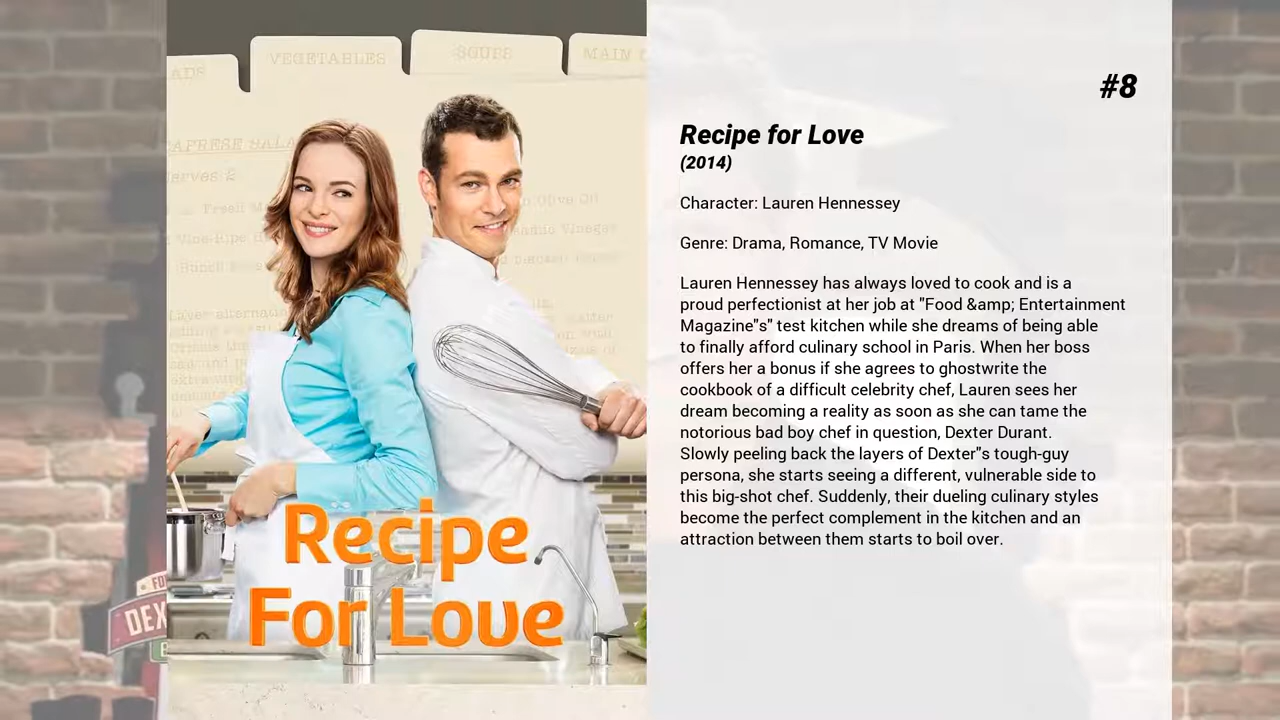 ADS
VEGETABLES
SOUPS
MAIN C
#8
Recipe for Love
(2014)
Character: Lauren Hennessey
Genre: Drama, Romance, TV Movie
Lauren Hennessey has always loved to cook and is a
proud perfectionist at her job at "Food &amp; Entertainment
Magazine"s" test kitchen while she dreams of being able
to finally afford culinary school in Paris. When her boss
offers her a bonus if she agrees to ghostwrite the
cookbook of a difficult celebrity chef, Lauren sees her
dream becoming a reality as soon as she can tame the
notorious bad boy chef in question, Dexter Durant.
Slowly peeling back the layers of Dexter"s tough-guy
persona, she starts seeing a different, vulnerable side to
this big-shot chef. Suddenly, their dueling culinary styles
become the perfect complement in the kitchen and an
attraction between them starts to boil over.
Recipe
For Love
FO
DEX